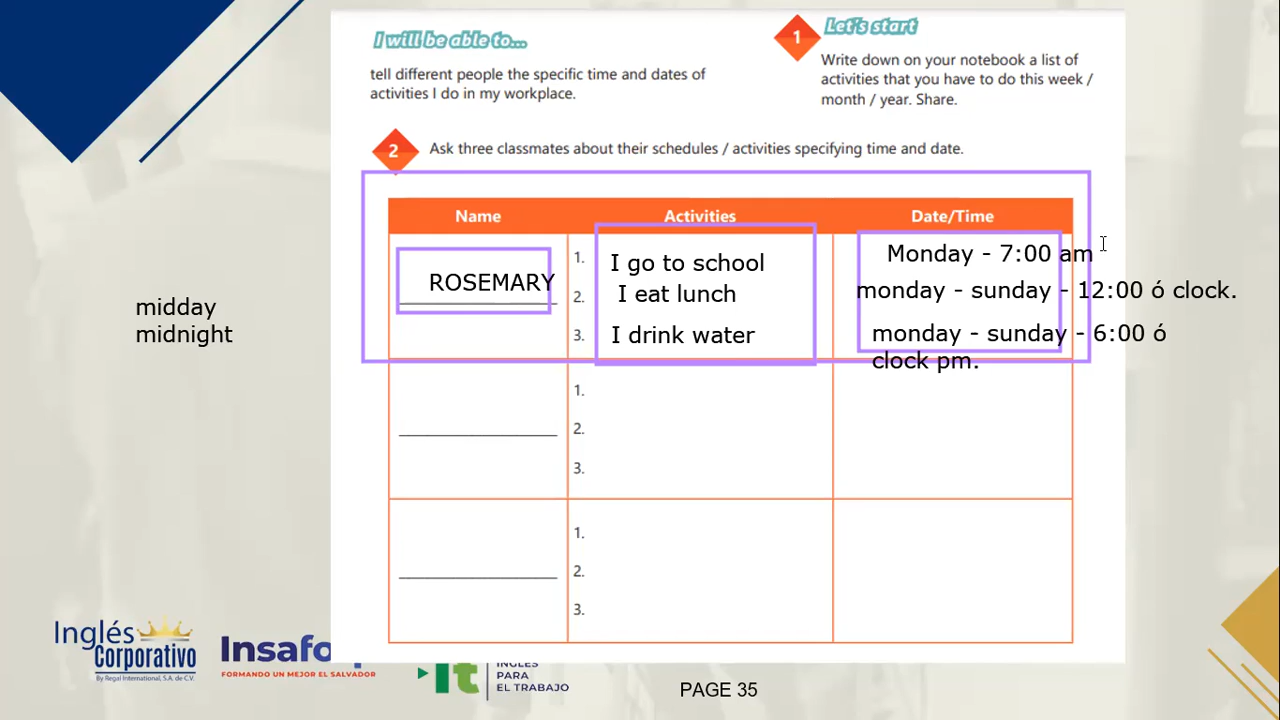 I will be able to...
tell different people the specific time and dates of
activities I do in my workplace.
1 Let's start
Write down on your notebook a list of
activities that you have to do this week /
month / year. Share.
2 Ask three classmates about their schedules / activities specifying time and date.
Name Activities Date/Time
ROSEMARY
1. I go to school Monday - 7:00 am
2. I eat lunch monday - sunday - 12:00 ó clock.
3. I drink water monday - sunday - 6:00 ó
clock pm.
midday
midnight
1.
2.
3.
1.
2.
3.
Inglés
Corporativo
By Regal International, S.A. de C.V.
Insafo
FORMANDO UN MEJOR EL SALVADOR
It
INGLÉS
PARA
EL TRABAJO
PAGE 35